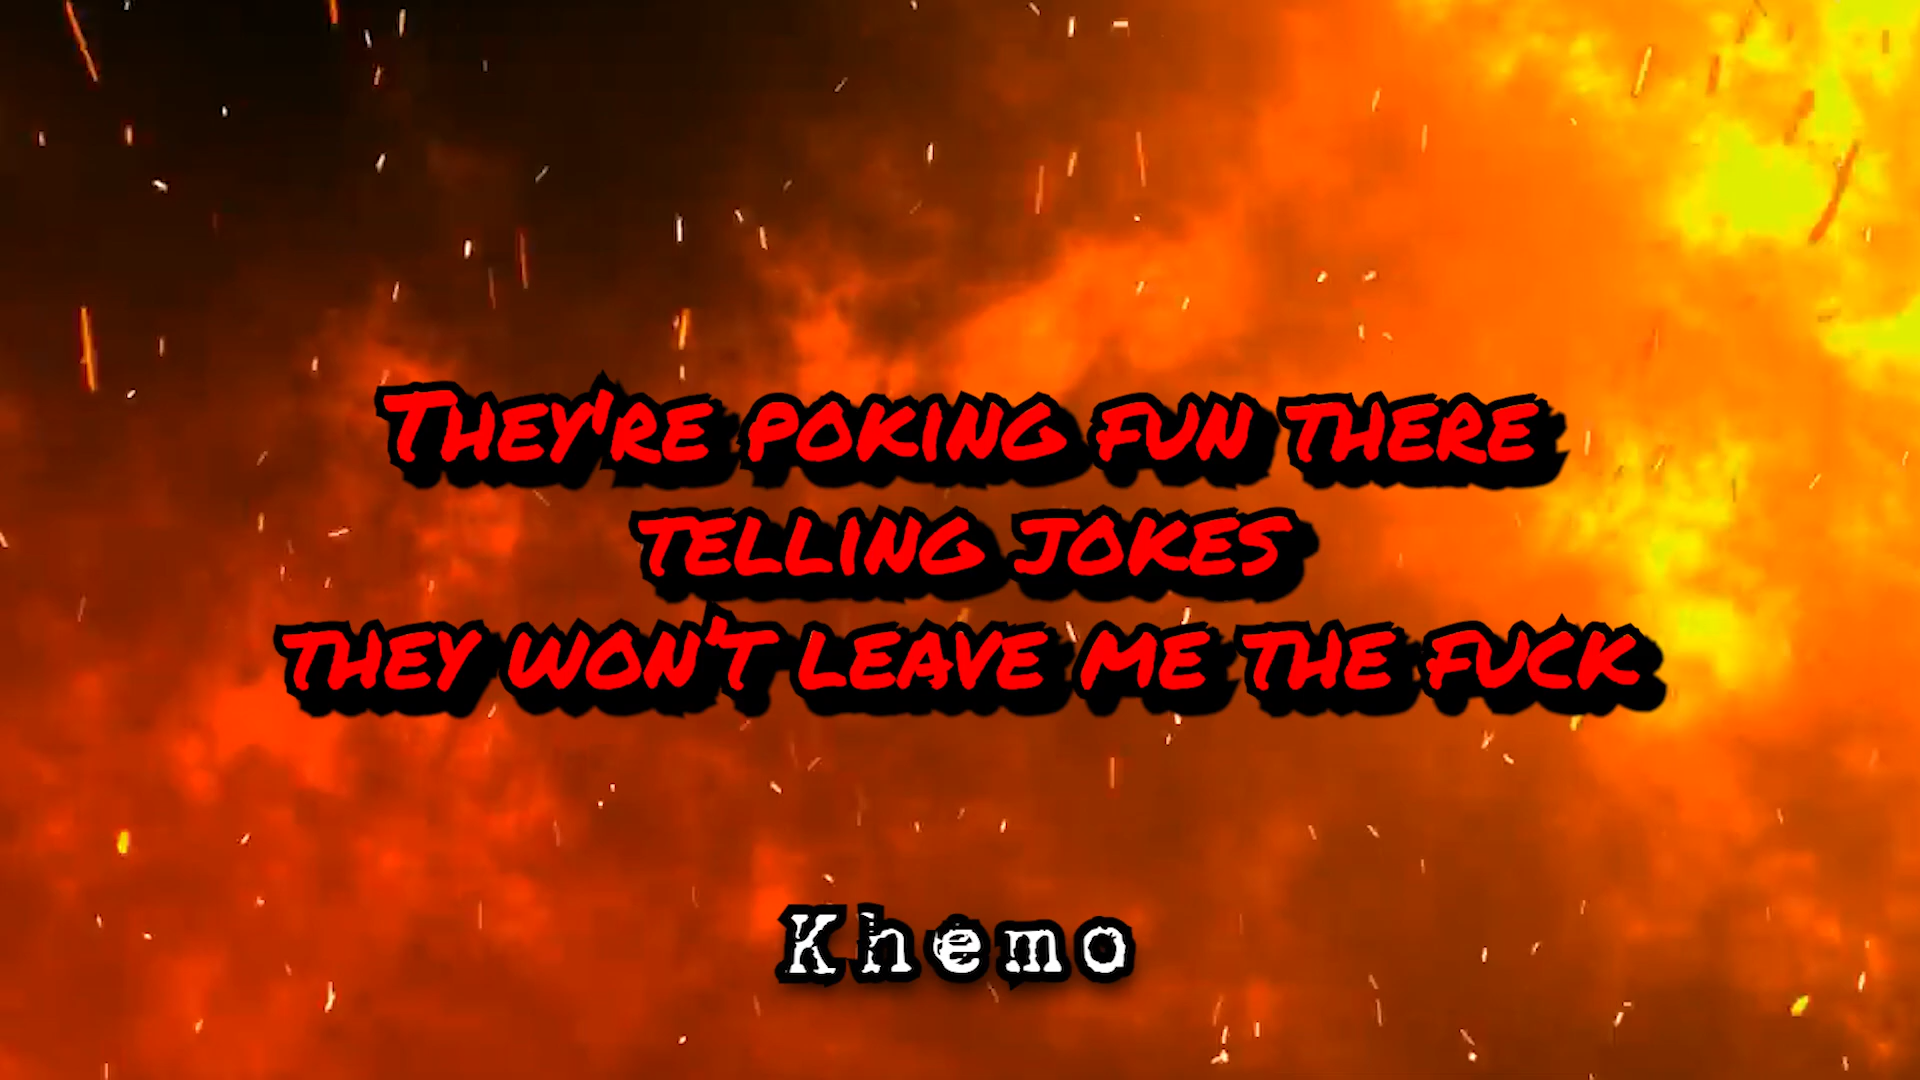 They're poking fun there
telling jokes
they won't leave me the fuck
Khemo